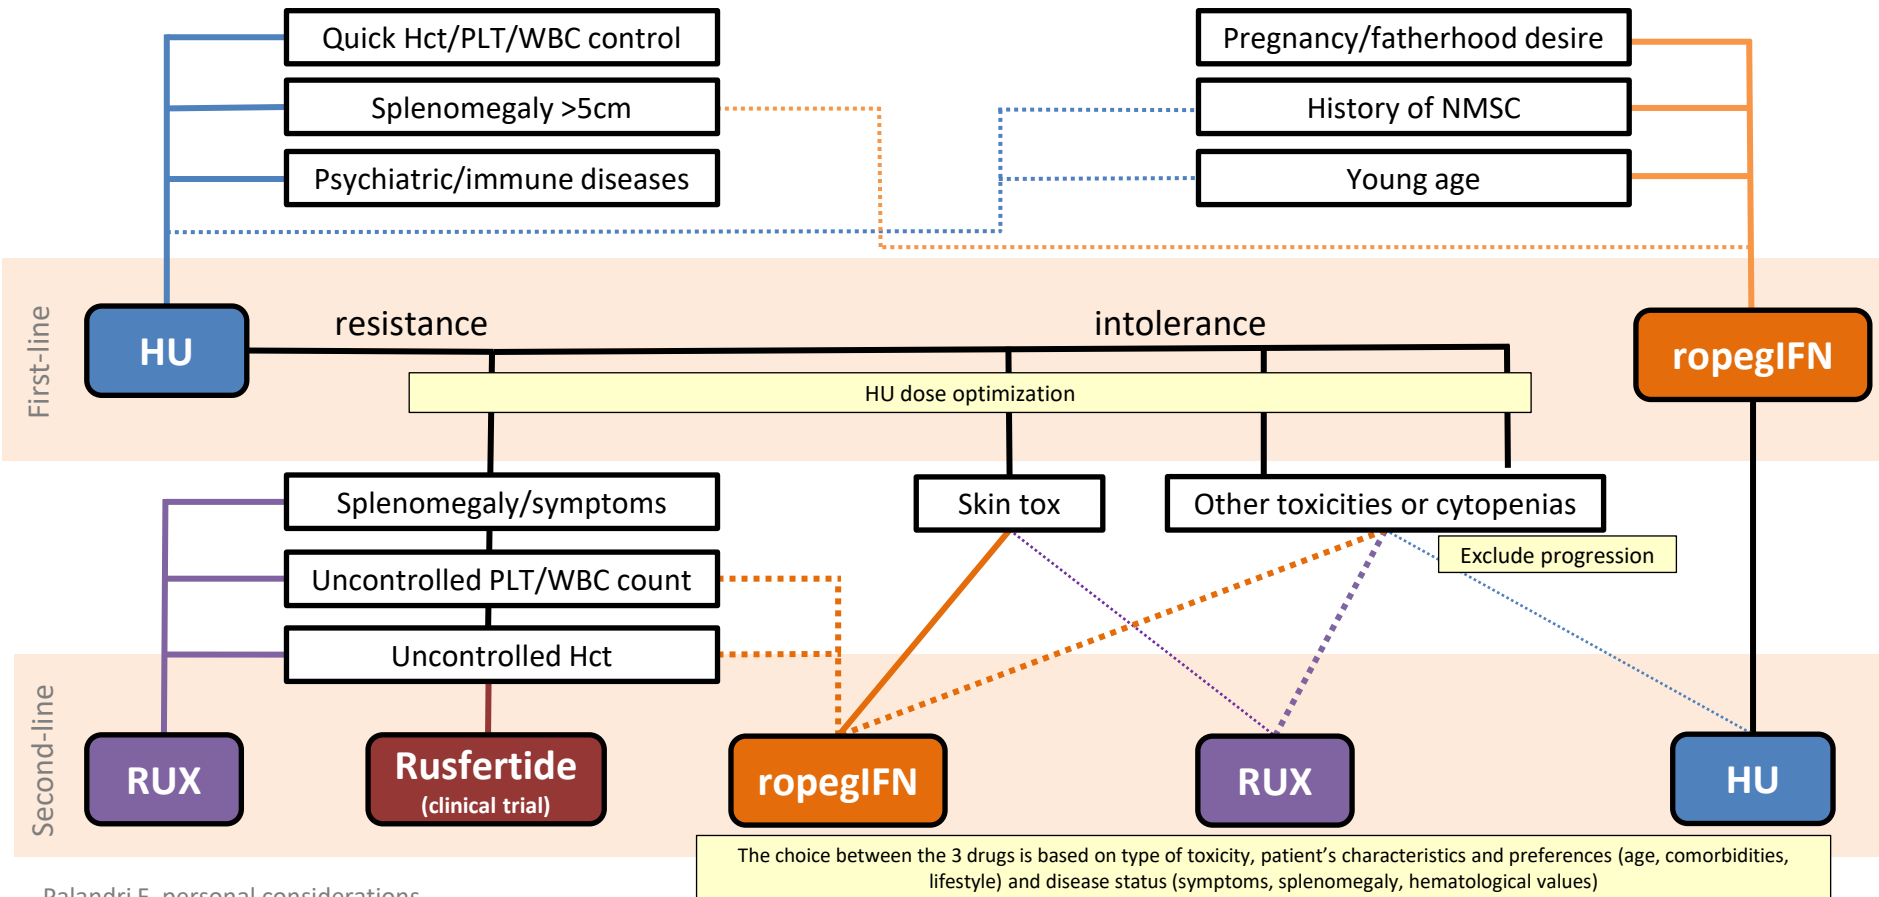 Quick Hct/PLT/WBC control
Pregnancy/fatherhood desire
Splenomegaly >5cm
History of NMSC
Psychiatric/immune diseases
Young age
First-line
HU
resistance
intolerance
ropegIFN
HU dose optimization
Splenomegaly/symptoms
Skin tox
Other toxicities or cytopenias
Exclude progression
Uncontrolled PLT/WBC count
Uncontrolled Hct
Second-line
RUX
Rusfertide
(clinical trial)
ropegIFN
RUX
HU
The choice between the 3 drugs is based on type of toxicity, patient's characteristics and preferences (age, comorbidities,
lifestyle) and disease status (symptoms, splenomegaly, hematological values)
Palandri F. personal considerations